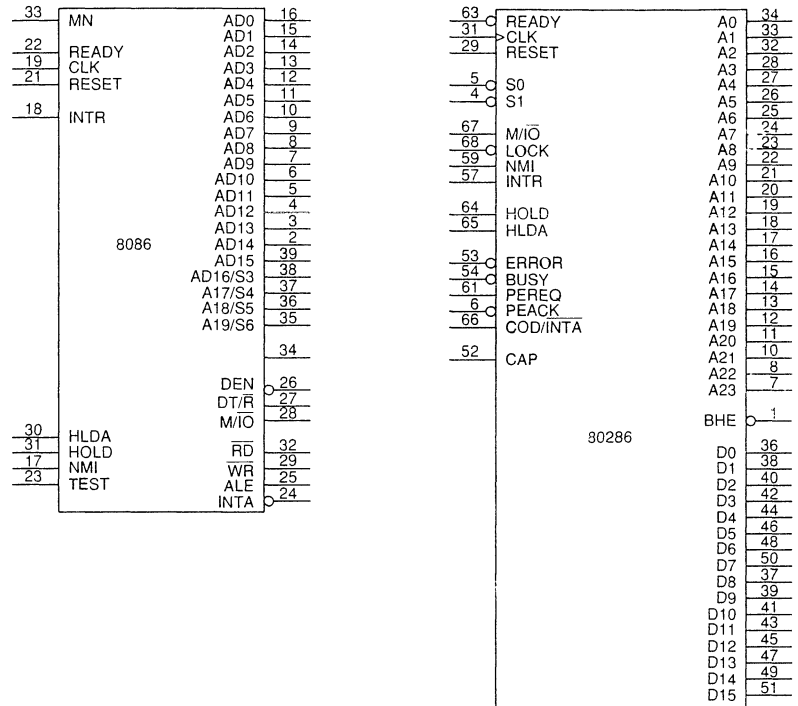 33 MN AD0 16
AD1 15
22 READY AD2 14
19 CLK AD3 13
21 RESET AD4 12
AD5 11
18 INTR AD6 10
AD7 9
AD8 8
AD9 7
AD10 6
AD11 5
AD12 4
AD13 3
8086 AD14 2
AD15 39
AD16/S3 38
A17/S4 37
A18/S5 36
A19/S6 35
34
DEN 26
DT/R̅ 27
M/I̅O̅ 28
30 HLDA
31 HOLD R̅D̅ 32
17 NMI W̅R̅ 29
23 TEST ALE 25
INTA 24
63 READY A0 34
31 CLK A1 33
29 RESET A2 32
A3 28
5 S0 A4 27
4 S1 A5 26
A6 25
67 M/I̅O̅ A7 24
68 LOCK A8 23
59 NMI A9 22
57 INTR A10 21
A11 20
64 HOLD A12 19
65 HLDA A13 18
A14 17
53 ERROR A15 16
54 BUSY A16 15
61 PEREQ A17 14
6 PEACK A18 13
66 COD/I̅N̅T̅A̅ A19 12
A20 11
52 CAP A21 10
A22 8
A23 7
BHE 1
80286
D0 36
D1 38
D2 40
D3 42
D4 44
D5 46
D6 48
D7 50
D8 37
D9 39
D10 41
D11 43
D12 45
D13 47
D14 49
D15 51